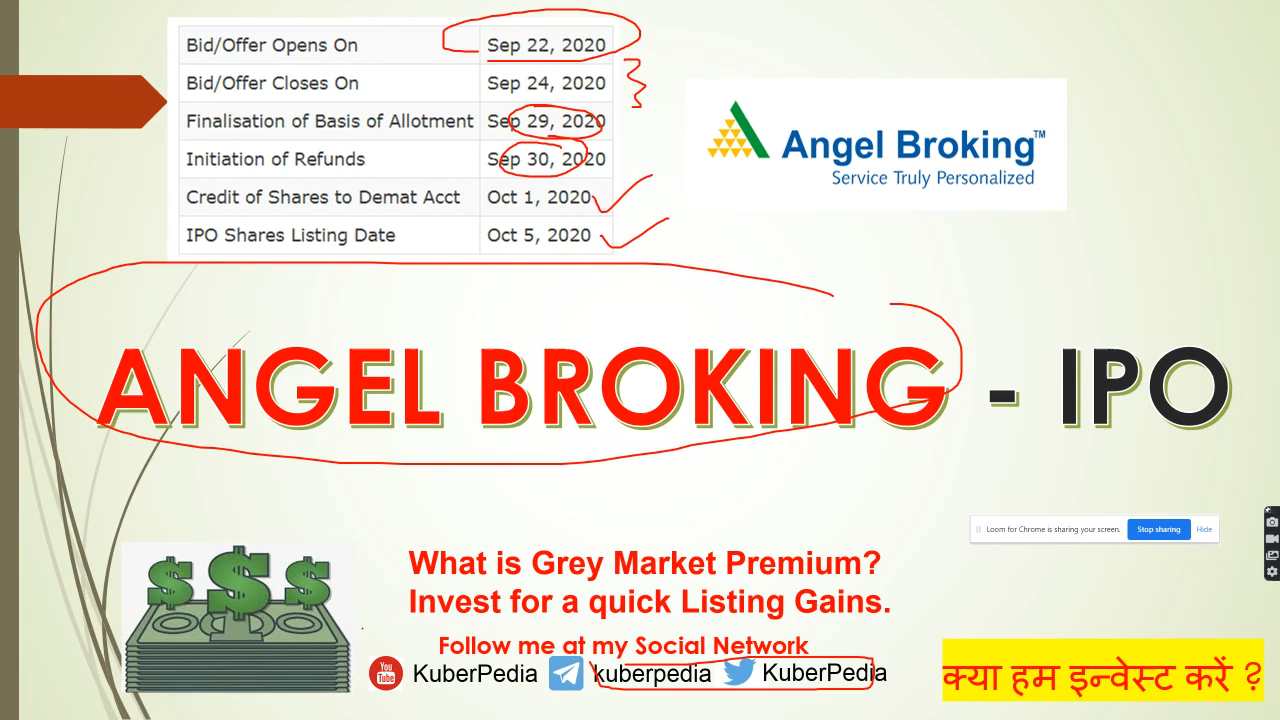 Bid/Offer Opens On Sep 22, 2020
Bid/Offer Closes On Sep 24, 2020
Finalisation of Basis of Allotment Sep 29, 2020
Initiation of Refunds Sep 30, 2020
Credit of Shares to Demat Acct Oct 1, 2020
IPO Shares Listing Date Oct 5, 2020
Angel Broking™
Service Truly Personalized
ANGEL BROKING - IPO
Loom for Chrome is sharing your screen. Stop sharing Hide
What is Grey Market Premium?
Invest for a quick Listing Gains.
Follow me at my Social Network
You Tube KuberPedia kuberpedia KuberPedia
क्या हम इन्वेस्ट करें ?